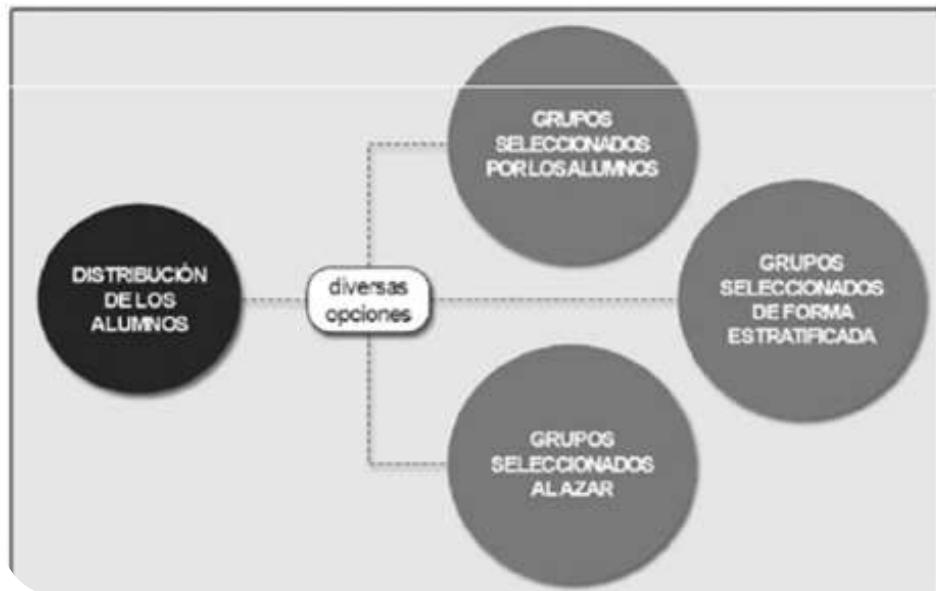 DISTRIBUCIÓN
DE LOS
ALUMNOS
diversas
opciones
GRUPOS
SELECCIONADOS
POR LOS ALUMNOS
GRUPOS
SELECCIONADOS
DE FORMA
ESTRATIFICADA
GRUPOS
SELECCIONADOS
AL AZAR